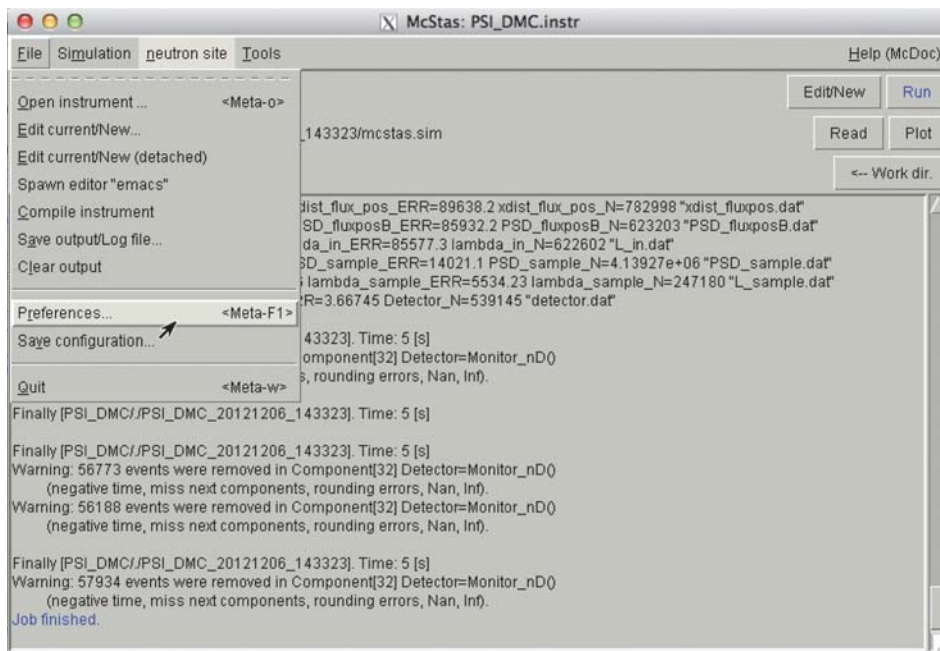 McStas: PSI_DMC.instr
File Simulation neutron site Tools Help (McDoc)
Open instrument ... <Meta-o>
Edit current/New...
Edit current/New (detached)
Spawn editor "emacs"
Compile instrument
Save output/Log file...
Clear output
Preferences... <Meta-F1>
Save configuration...
Quit <Meta-w>
Edit/New Run
_143323/mcstas.sim Read Plot
<-- Work dir.
dist_flux_pos_ERR=89638.2 xdist_flux_pos_N=782998 "xdist_fluxpos.dat"
SD_fluxposB_ERR=85932.2 PSD_fluxposB_N=623203 "PSD_fluxposB.dat"
da_in_ERR=85577.3 lambda_in_N=622602 "L_in.dat"
SD_sample_ERR=14021.1 PSD_sample_N=4.13927e+06 "PSD_sample.dat"
lambda_sample_ERR=5534.23 lambda_sample_N=247180 "L_sample.dat"
R=3.66745 Detector_N=539145 "detector.dat"
43323]. Time: 5 [s]
omponent[32] Detector=Monitor_nD()
s, rounding errors, Nan, Inf).
Finally [PSI_DMC/./PSI_DMC_20121206_143323]. Time: 5 [s]
Finally [PSI_DMC/./PSI_DMC_20121206_143323]. Time: 5 [s]
Warning: 56773 events were removed in Component[32] Detector=Monitor_nD()
(negative time, miss next components, rounding errors, Nan, Inf).
Warning: 56188 events were removed in Component[32] Detector=Monitor_nD()
(negative time, miss next components, rounding errors, Nan, Inf).
Finally [PSI_DMC/./PSI_DMC_20121206_143323]. Time: 5 [s]
Warning: 57934 events were removed in Component[32] Detector=Monitor_nD()
(negative time, miss next components, rounding errors, Nan, Inf).
Job finished.